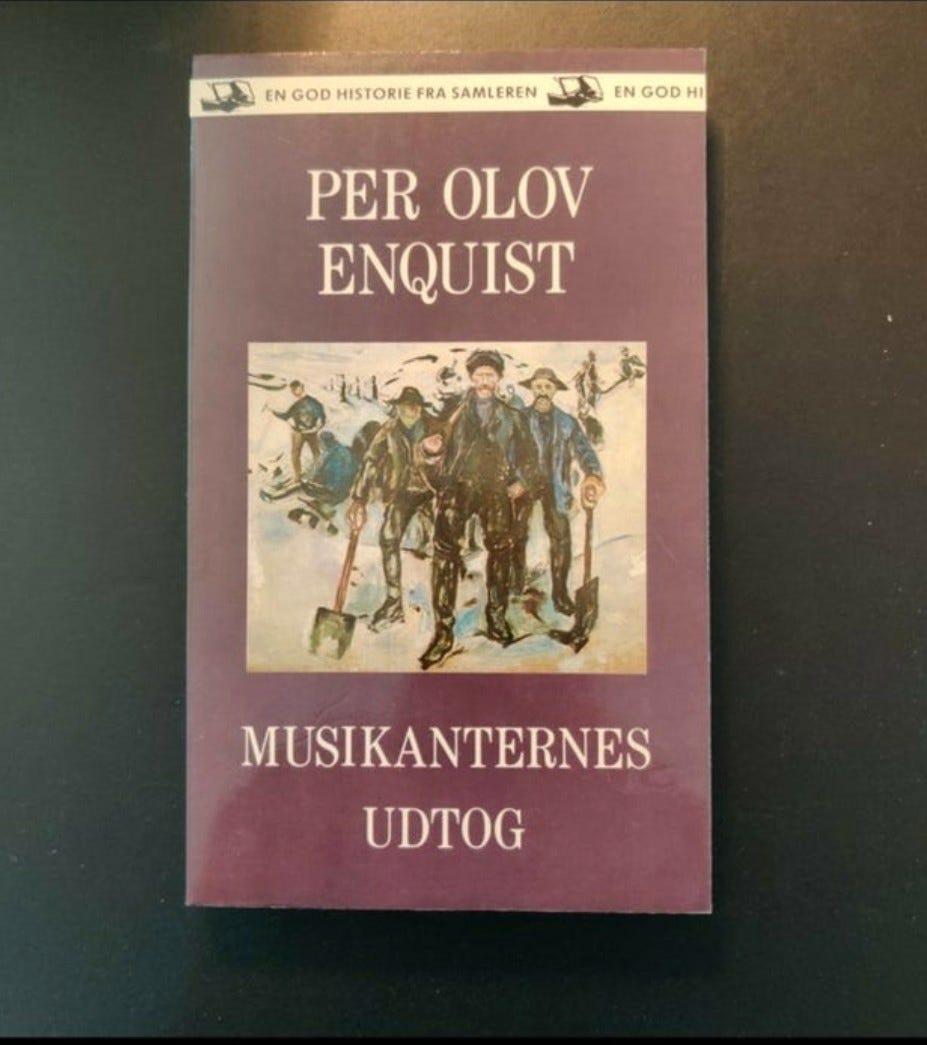 EN GOD HISTORIE FRA SAMLEREN EN GOD HI
PER OLOV
ENQUIST
MUSIKANTERNES
UDTOG